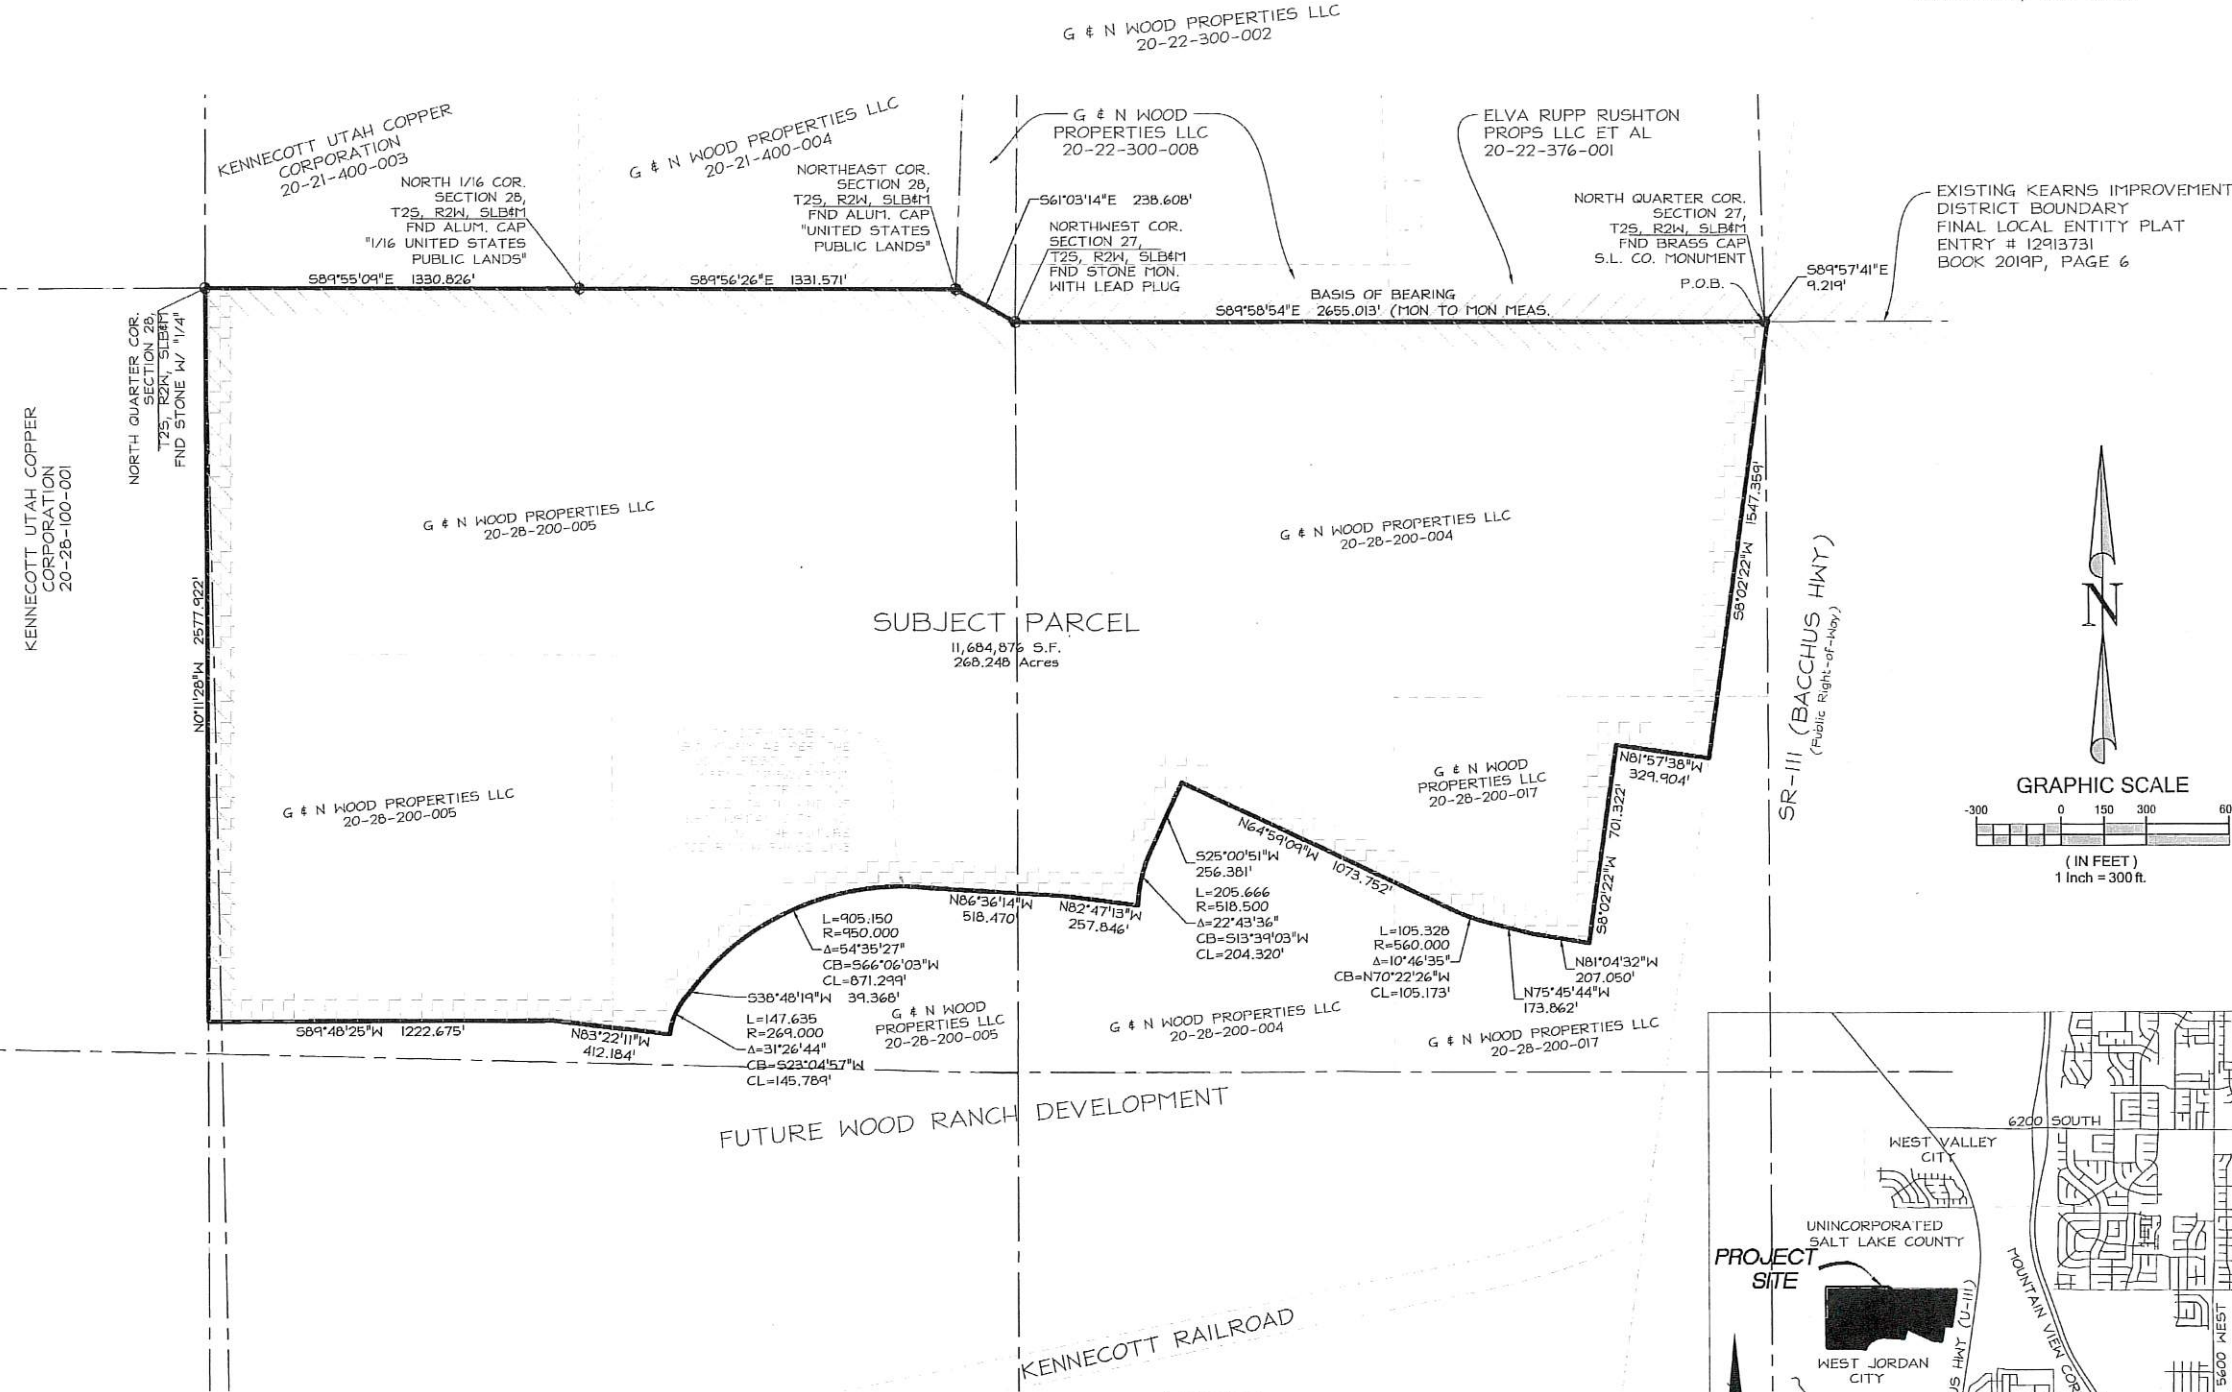 G & N WOOD PROPERTIES LLC
20-22-300-002
KENNECOTT UTAH COPPER
CORPORATION
20-21-400-003
G & N WOOD PROPERTIES LLC
20-21-400-004
G & N WOOD
PROPERTIES LLC
20-22-300-008
ELVA RUPP RUSHTON
PROPS LLC ET AL
20-22-376-001
NORTH 1/16 COR.
SECTION 28,
T2S, R2W, SLB&M
FND ALUM. CAP
"1/16 UNITED STATES
PUBLIC LANDS"
NORTHEAST COR.
SECTION 28,
T2S, R2W, SLB&M
FND ALUM. CAP
"UNITED STATES
PUBLIC LANDS"
S61°03'14"E 238.608'
NORTHWEST COR.
SECTION 27,
T2S, R2W, SLB&M
FND STONE MON.
WITH LEAD PLUG
NORTH QUARTER COR.
SECTION 27,
T2S, R2W, SLB&M
FND BRASS CAP
S.L. CO. MONUMENT
P.O.B.
S89°57'41"E
9.219'
EXISTING KEARNS IMPROVEMENT
DISTRICT BOUNDARY
FINAL LOCAL ENTITY PLAT
ENTRY # 12913731
BOOK 2019P, PAGE 6
S89°55'09"E 1330.826'
S89°56'26"E 1331.571'
BASIS OF BEARING
S89°58'54"E 2655.013' (MON TO MON MEAS.
NORTH QUARTER COR.
SECTION 28,
T2S, R2W, SLB&M
FND STONE W/ "1/4"
KENNECOTT UTAH COPPER
CORPORATION
20-28-100-001
N0°11'28"W 2577.922'
G & N WOOD PROPERTIES LLC
20-28-200-005
G & N WOOD PROPERTIES LLC
20-28-200-004
S8°02'22"W 1547.359'
SR-111 (BACCHUS HWY)
(Public Right-of-Way)
N
SUBJECT PARCEL
11,684,876 S.F.
268.248 Acres
G & N WOOD PROPERTIES LLC
20-28-200-005
G & N WOOD
PROPERTIES LLC
20-28-200-017
N81°57'38"W
329.904'
S8°02'22"W 701.322'
GRAPHIC SCALE
-300 0 150 300 60
( IN FEET )
1 Inch = 300 ft.
N64°59'09"W 1073.752'
S25°00'51"W
256.381'
L=205.666
R=518.500
Δ=22°43'36"
CB=S13°39'03"W
CL=204.320'
N86°36'14"W
518.470'
N82°47'13"W
257.846'
L=905.150
R=950.000
Δ=54°35'27"
CB=S66°06'03"W
CL=871.299'
S38°48'19"W 39.368'
L=147.635
R=269.000
Δ=31°26'44"
CB=S23°04'57"W
CL=145.789'
L=105.328
R=560.000
Δ=10°46'35"
CB=N70°22'26"W
CL=105.173'
N81°04'32"W
207.050'
N75°45'44"W
173.862'
S89°48'25"W 1222.675'
N83°22'11"W
412.184'
G & N WOOD
PROPERTIES LLC
20-28-200-005
G & N WOOD PROPERTIES LLC
20-28-200-004
G & N WOOD PROPERTIES LLC
20-28-200-017
FUTURE WOOD RANCH DEVELOPMENT
KENNECOTT RAILROAD
6200 SOUTH
WEST VALLEY
CITY
UNINCORPORATED
SALT LAKE COUNTY
PROJECT
SITE
WEST JORDAN
CITY
HWY (U-111)
MOUNTAIN VIEW COR
5600 WEST